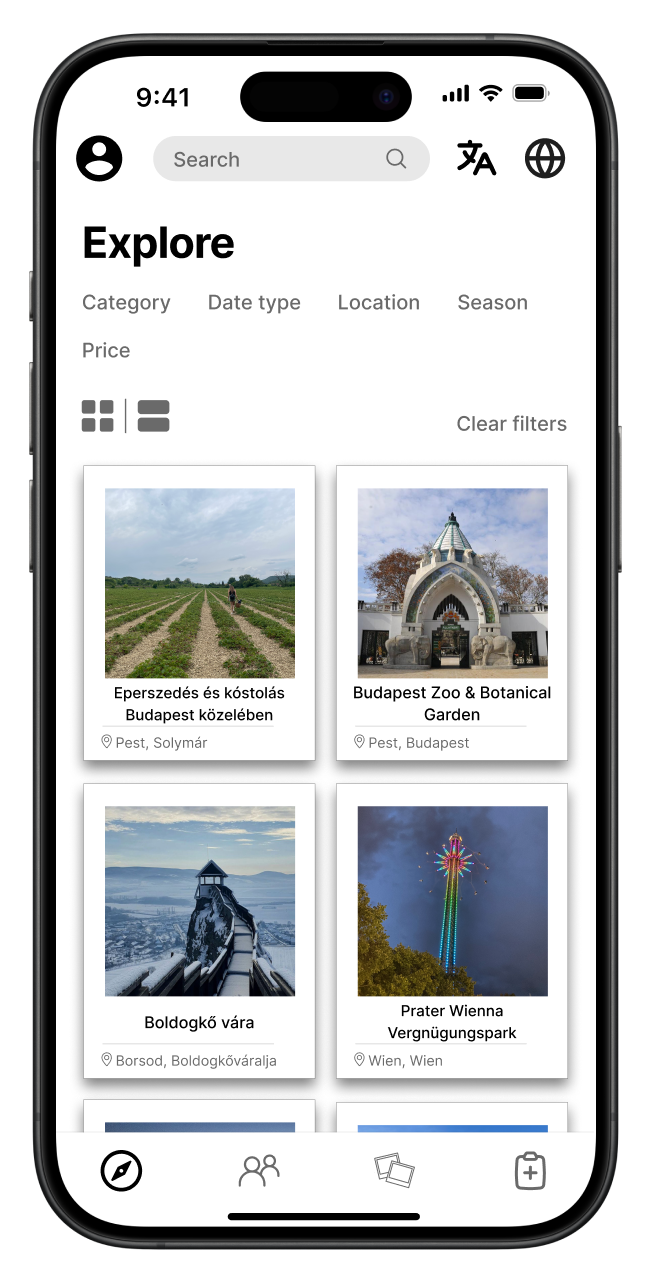 9:41
Search
Explore
Category Date type Location Season
Price
Clear filters
Eperszedés és kóstolás
Budapest közelében
Pest, Solymár
Budapest Zoo & Botanical
Garden
Pest, Budapest
Boldogkő vára
Borsod, Boldogkőváralja
Prater Wienna
Vergnügungspark
Wien, Wien